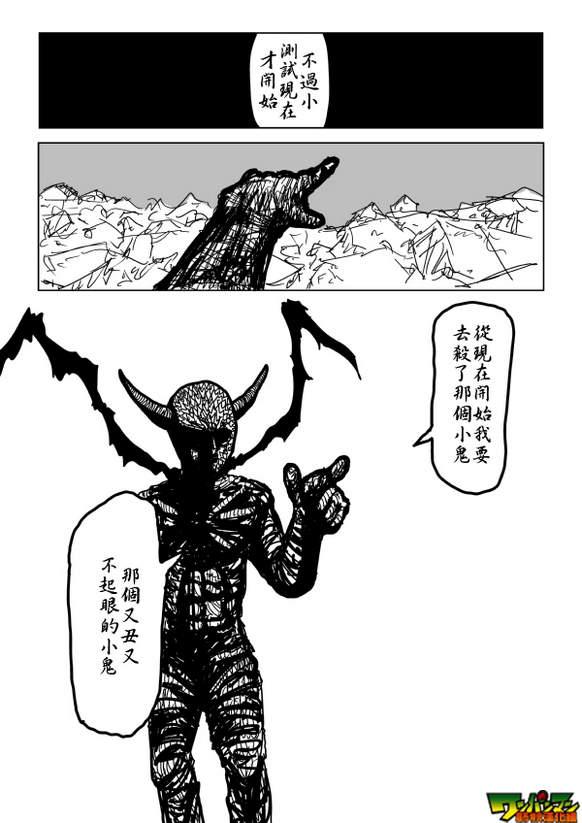 不過小
測試現在
才開始
從現在開始我要
去殺了那個小鬼
那個又丑又
不起眼的小鬼
ワンパンマン